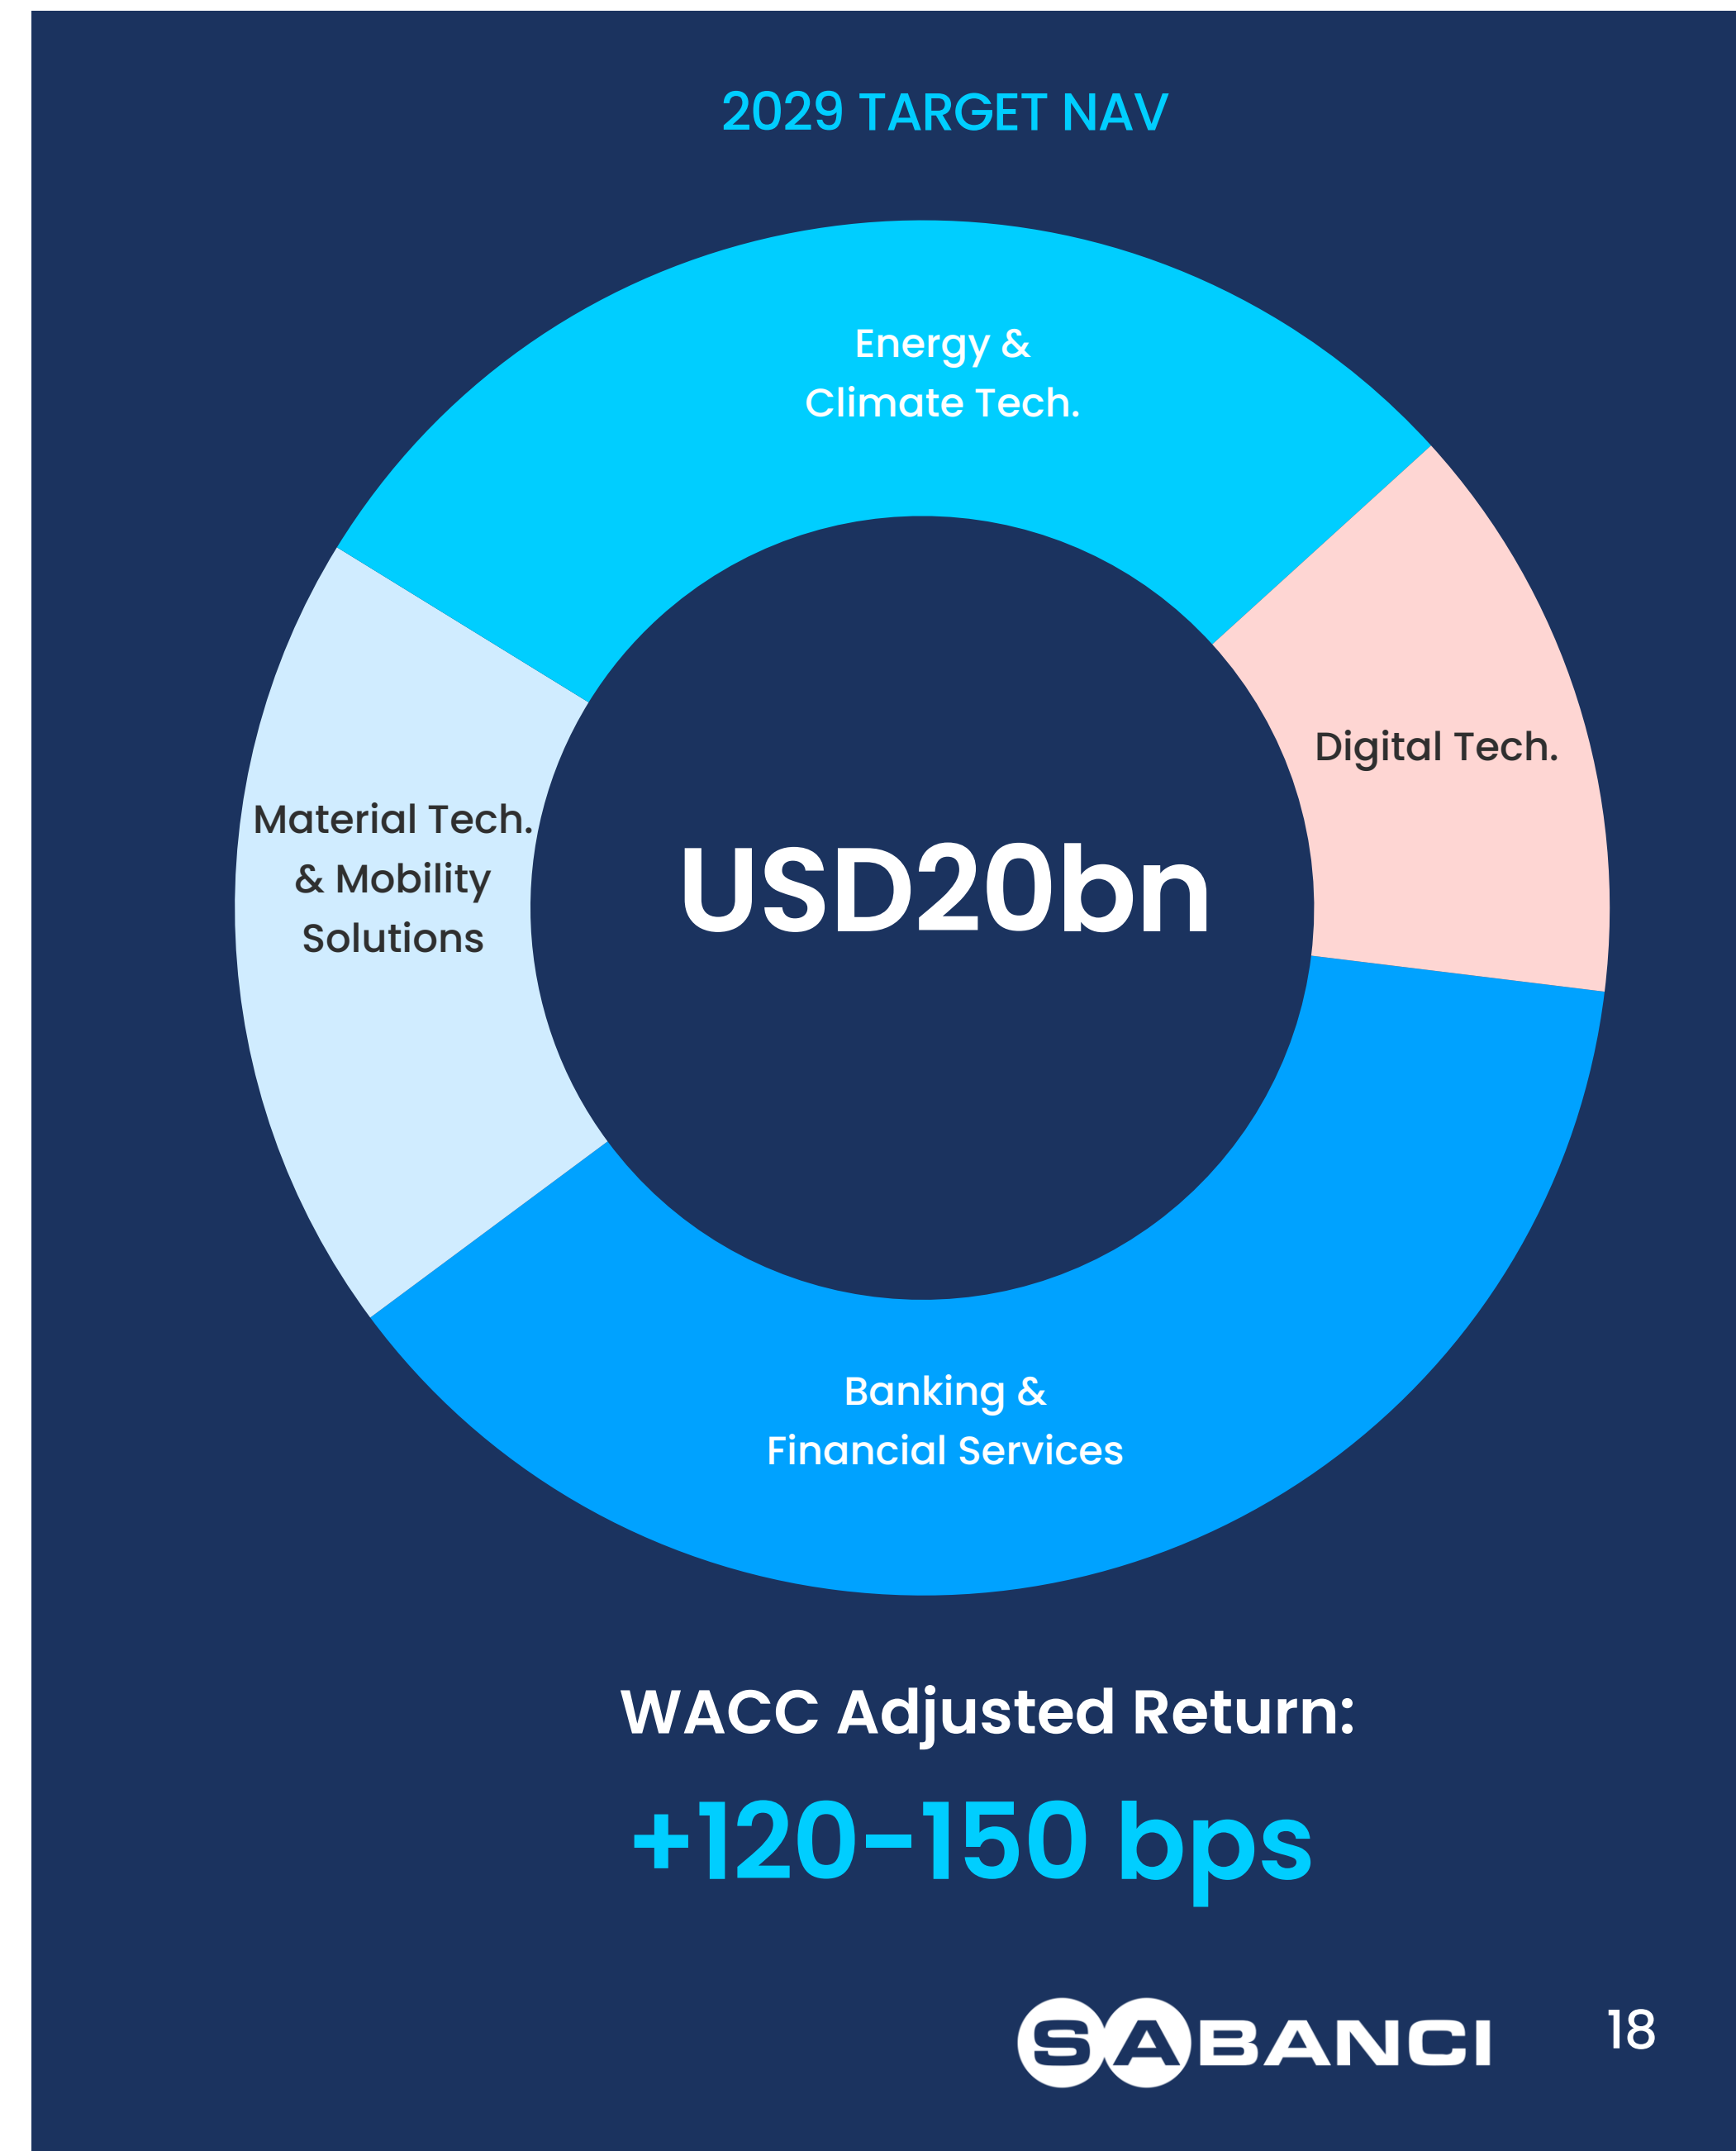 2029 TARGET NAV
Energy &
Climate Tech.
Digital Tech.
Material Tech.
& Mobility
Solutions
USD20bn
Banking &
Financial Services
WACC Adjusted Return:
+120-150 bps
SABANCI
18